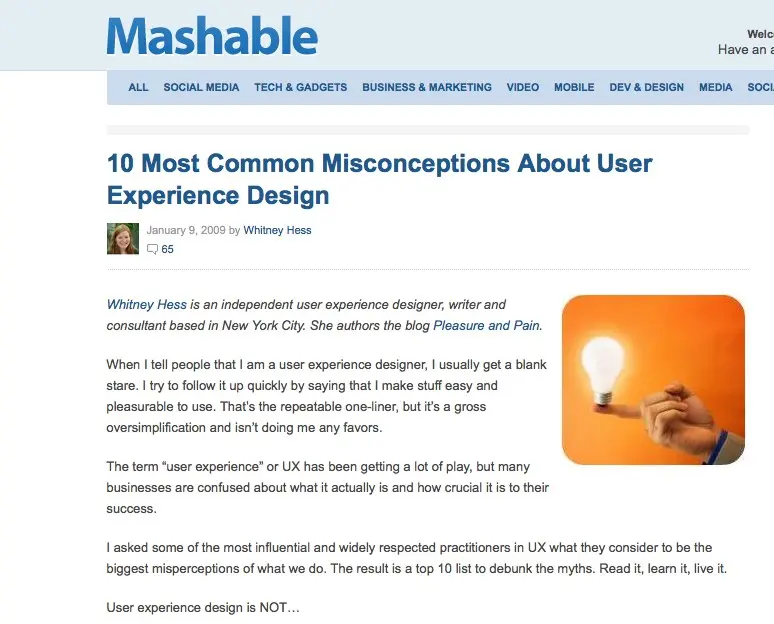 Mashable
Welc
Have an a
ALL SOCIAL MEDIA TECH & GADGETS BUSINESS & MARKETING VIDEO MOBILE DEV & DESIGN MEDIA SOCI
10 Most Common Misconceptions About User
Experience Design
January 9, 2009 by Whitney Hess
65
Whitney Hess is an independent user experience designer, writer and
consultant based in New York City. She authors the blog Pleasure and Pain.
When I tell people that I am a user experience designer, I usually get a blank
stare. I try to follow it up quickly by saying that I make stuff easy and
pleasurable to use. That’s the repeatable one-liner, but it’s a gross
oversimplification and isn’t doing me any favors.
The term “user experience” or UX has been getting a lot of play, but many
businesses are confused about what it actually is and how crucial it is to their
success.
I asked some of the most influential and widely respected practitioners in UX what they consider to be the
biggest misperceptions of what we do. The result is a top 10 list to debunk the myths. Read it, learn it, live it.
User experience design is NOT…